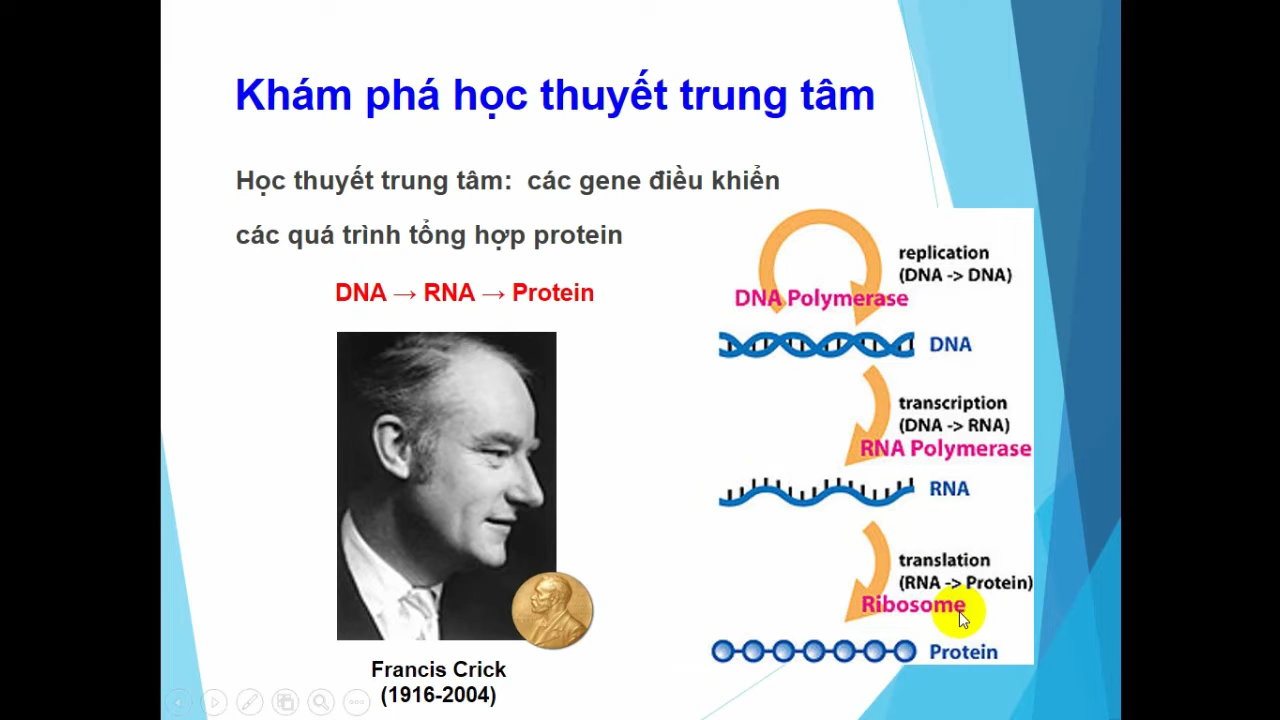 Khám phá học thuyết trung tâm
Học thuyết trung tâm: các gene điều khiển
các quá trình tổng hợp protein
DNA → RNA → Protein
Francis Crick
(1916-2004)
replication
(DNA -> DNA)
DNA Polymerase
DNA
transcription
(DNA -> RNA)
RNA Polymerase
RNA
translation
(RNA -> Protein)
Ribosome
Protein